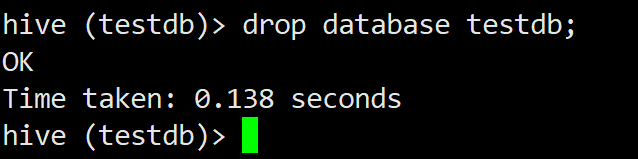 hive (testdb)> drop database testdb;
OK
Time taken: 0.138 seconds
hive (testdb)>